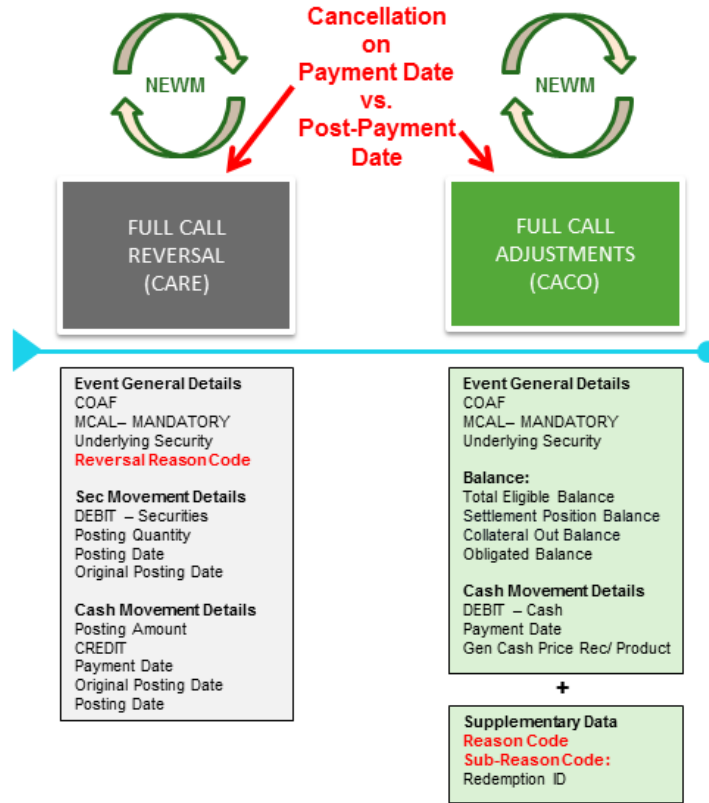 Cancellation
on
Payment Date
vs.
Post-Payment
Date
NEWM
NEWM
FULL CALL
REVERSAL
(CARE)
FULL CALL
ADJUSTMENTS
(CACO)
Event General Details
COAF
MCAL– MANDATORY
Underlying Security
Reversal Reason Code
Sec Movement Details
DEBIT – Securities
Posting Quantity
Posting Date
Original Posting Date
Cash Movement Details
Posting Amount
CREDIT
Payment Date
Original Posting Date
Posting Date
Event General Details
COAF
MCAL– MANDATORY
Underlying Security
Balance:
Total Eligible Balance
Settlement Position Balance
Collateral Out Balance
Obligated Balance
Cash Movement Details
DEBIT – Cash
Payment Date
Gen Cash Price Rec/ Product
+
Supplementary Data
Reason Code
Sub-Reason Code:
Redemption ID